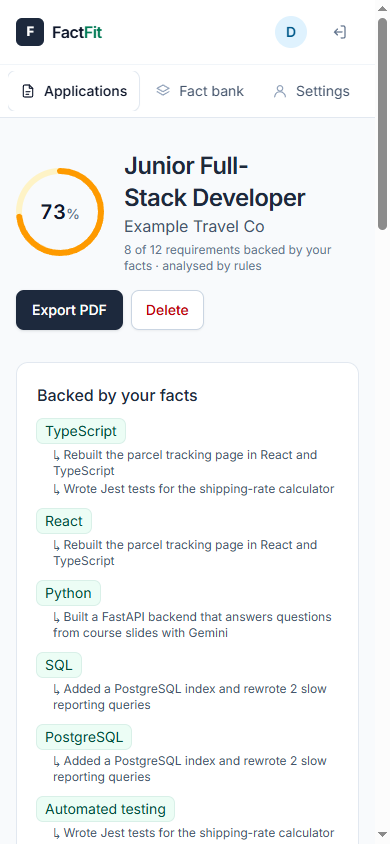 F FactFit D
Applications Fact bank Settings
Junior Full-
Stack Developer
73%
Example Travel Co
8 of 12 requirements backed by your
facts · analysed by rules
Export PDF Delete
Backed by your facts
TypeScript
↳ Rebuilt the parcel tracking page in React and
TypeScript
↳ Wrote Jest tests for the shipping-rate calculator
React
↳ Rebuilt the parcel tracking page in React and
TypeScript
Python
↳ Built a FastAPI backend that answers questions
from course slides with Gemini
SQL
↳ Added a PostgreSQL index and rewrote 2 slow
reporting queries
PostgreSQL
↳ Added a PostgreSQL index and rewrote 2 slow
reporting queries
Automated testing
↳ Wrote Jest tests for the shipping-rate calculator